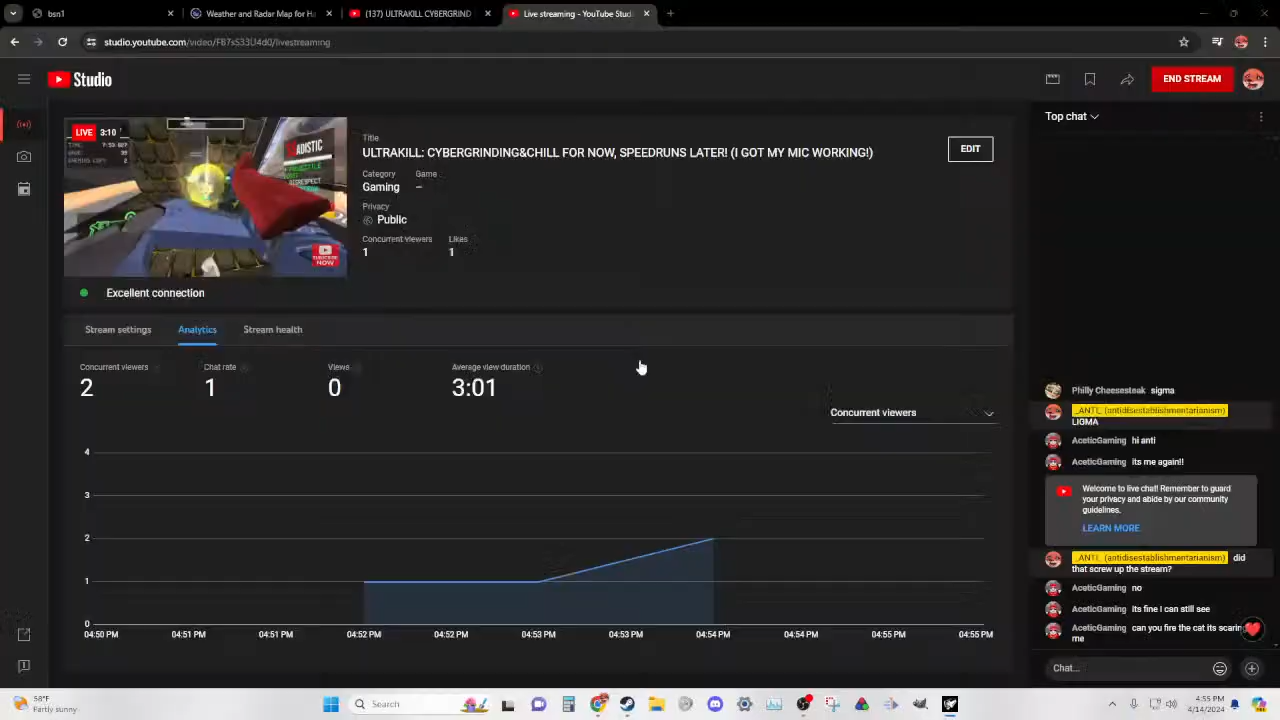 bsn1
Weather and Radar Map for Ha
(137) ULTRAKILL CYBERGRIND
Live streaming - YouTube Stud
studio.youtube.com/video/F87sS33U4d0/livestreaming
Studio
END STREAM
LIVE 3:10
SADISTIC
SUBSCRIBE
NOW
Title
ULTRAKILL: CYBERGRINDING&CHILL FOR NOW, SPEEDRUNS LATER! (I GOT MY MIC WORKING!)
EDIT
Category Game
Gaming –
Privacy
Public
Concurrent viewers Likes
1 1
Excellent connection
Stream settings Analytics Stream health
Concurrent viewers Chat rate Views Average view duration
2 1 0 3:01
Concurrent viewers
4
3
2
1
0
04:50 PM 04:51 PM 04:51 PM 04:52 PM 04:52 PM 04:53 PM 04:53 PM 04:54 PM 04:54 PM 04:55 PM 04:55 PM
Top chat
Philly Cheesesteak sigma
_ANTI_ (antidisestablishmentarianism)
LIGMA
AceticGaming hi anti
AceticGaming its me again!!
Welcome to live chat! Remember to guard
your privacy and abide by our community
guidelines.
LEARN MORE
_ANTI_ (antidisestablishmentarianism) did
that screw up the stream?
AceticGaming no
AceticGaming its fine I can still see
AceticGaming can you fire the cat its scarin
me
Chat...
58°F
Partly sunny
Search
4:55 PM
4/14/2024